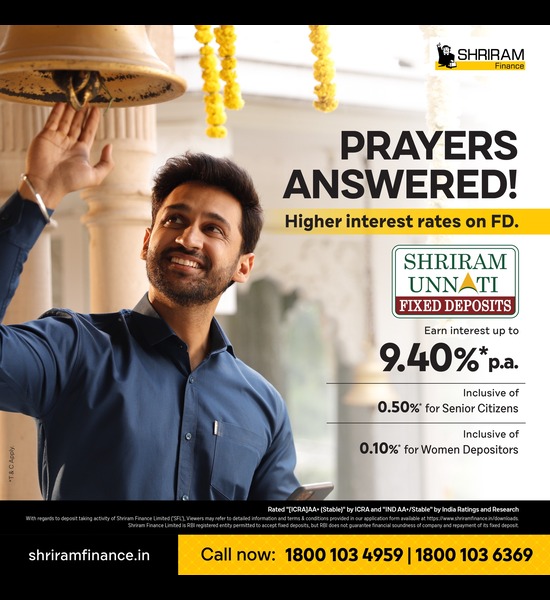 SHRIRAM
Finance
PRAYERS
ANSWERED!
Higher interest rates on FD.
SHRIRAM
UNNATI
FIXED DEPOSITS
Earn interest up to
9.40%* p.a.
Inclusive of
0.50%* for Senior Citizens
Inclusive of
0.10%* for Women Depositors
*T & C Apply.
Rated "[ICRA]AA+ (Stable)" by ICRA and "IND AA+/Stable" by India Ratings and Research
With regards to deposit taking activity of Shriram Finance Limited ('SFL'), Viewers may refer to detailed information and terms & conditions provided in our application form available at https://www.shriramfinance.in/downloads.
Shriram Finance Limited is RBI registered entity permitted to accept fixed deposits, but RBI does not guarantee financial soundness of company and repayment of its fixed deposit.
shriramfinance.in
Call now: 1800 103 4959 | 1800 103 6369